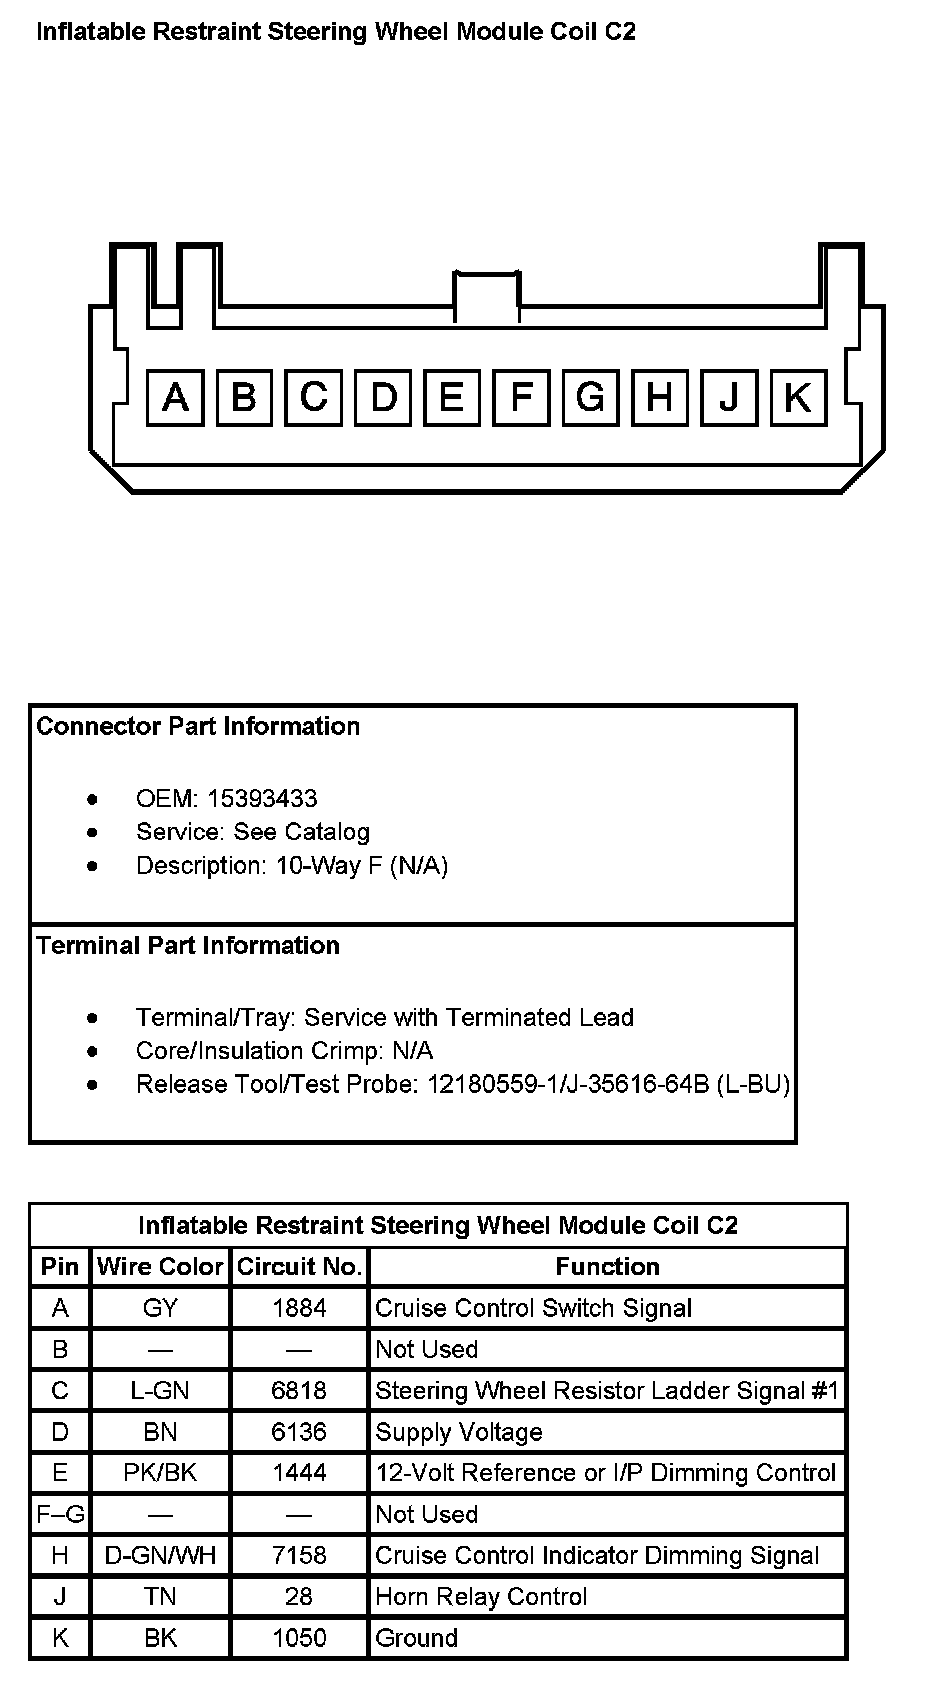 Inflatable Restraint Steering Wheel Module Coil C2
A B C D E F G H J K
Connector Part Information
• OEM: 15393433
• Service: See Catalog
• Description: 10-Way F (N/A)
Terminal Part Information
• Terminal/Tray: Service with Terminated Lead
• Core/Insulation Crimp: N/A
• Release Tool/Test Probe: 12180559-1/J-35616-64B (L-BU)
Inflatable Restraint Steering Wheel Module Coil C2
Pin Wire Color Circuit No. Function
A GY 1884 Cruise Control Switch Signal
B — — Not Used
C L-GN 6818 Steering Wheel Resistor Ladder Signal #1
D BN 6136 Supply Voltage
E PK/BK 1444 12-Volt Reference or I/P Dimming Control
F–G — — Not Used
H D-GN/WH 7158 Cruise Control Indicator Dimming Signal
J TN 28 Horn Relay Control
K BK 1050 Ground